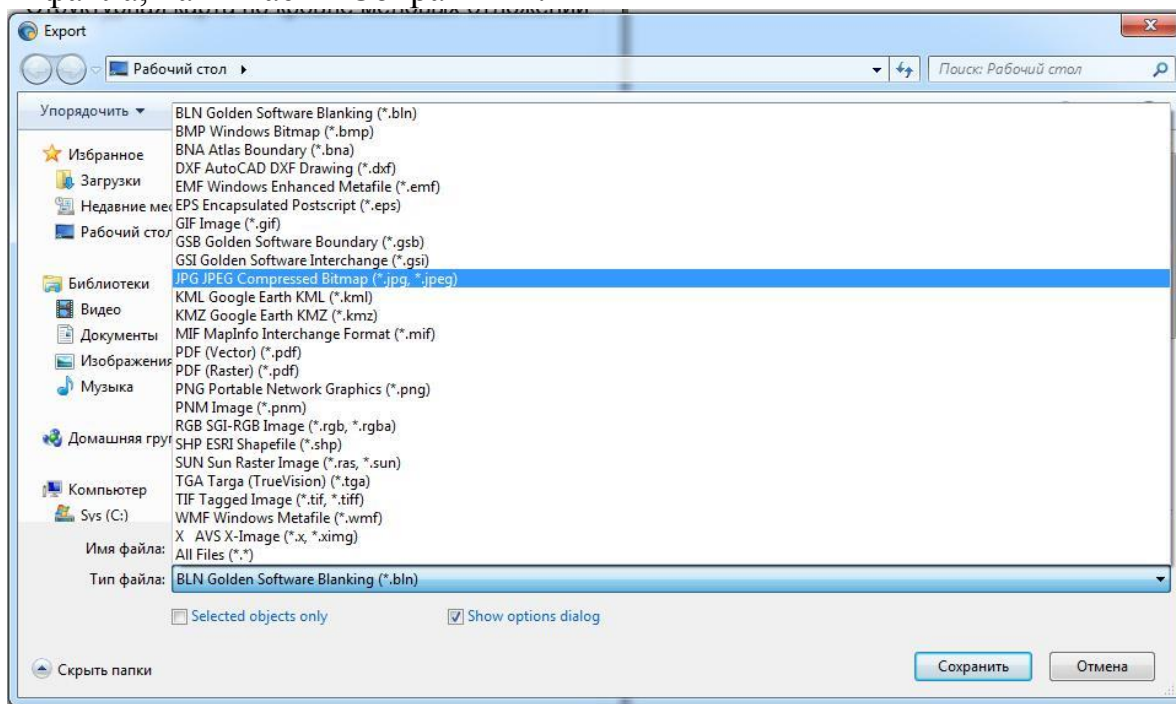 Export
Рабочий стол
Поиск: Рабочий стол
Упорядочить
BLN Golden Software Blanking (*.bln)
BMP Windows Bitmap (*.bmp)
BNA Atlas Boundary (*.bna)
DXF AutoCAD DXF Drawing (*.dxf)
EMF Windows Enhanced Metafile (*.emf)
EPS Encapsulated Postscript (*.eps)
GIF Image (*.gif)
GSB Golden Software Boundary (*.gsb)
GSI Golden Software Interchange (*.gsi)
JPG JPEG Compressed Bitmap (*.jpg, *.jpeg)
KML Google Earth KML (*.kml)
KMZ Google Earth KMZ (*.kmz)
MIF MapInfo Interchange Format (*.mif)
PDF (Vector) (*.pdf)
PDF (Raster) (*.pdf)
PNG Portable Network Graphics (*.png)
PNM Image (*.pnm)
RGB SGI-RGB Image (*.rgb, *.rgba)
SHP ESRI Shapefile (*.shp)
SUN Sun Raster Image (*.ras, *.sun)
TGA Targa (TrueVision) (*.tga)
TIF Tagged Image (*.tif, *.tiff)
WMF Windows Metafile (*.wmf)
X AVS X-Image (*.x, *.ximg)
All Files (*.*)
Избранное
Загрузки
Недавние мес
Рабочий стол
Библиотеки
Видео
Документы
Изображения
Музыка
Домашняя гру
Компьютер
Sys (C:)
Имя файла:
Тип файла: BLN Golden Software Blanking (*.bln)
Selected objects only
Show options dialog
Скрыть папки
Сохранить
Отмена